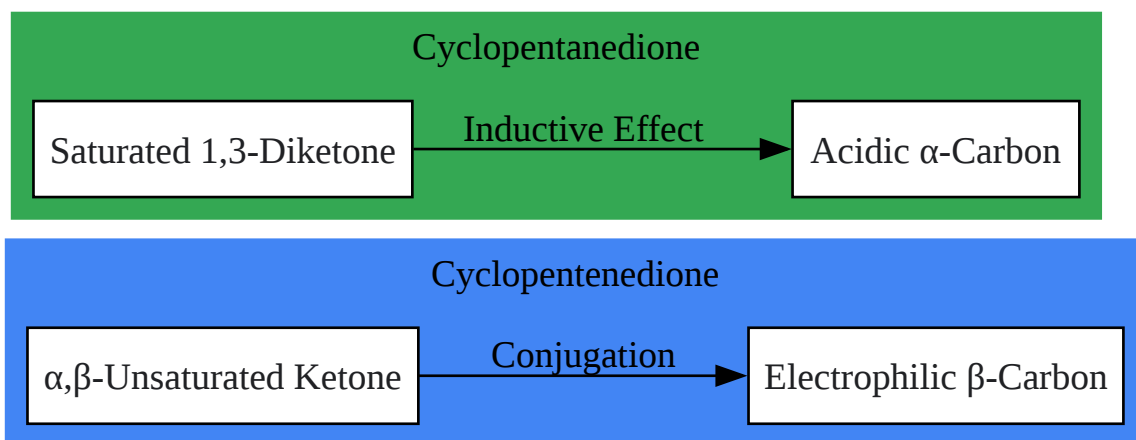 Cyclopentanedione
Saturated 1,3-Diketone
Inductive Effect
Acidic α-Carbon
Cyclopentenedione
α,β-Unsaturated Ketone
Conjugation
Electrophilic β-Carbon